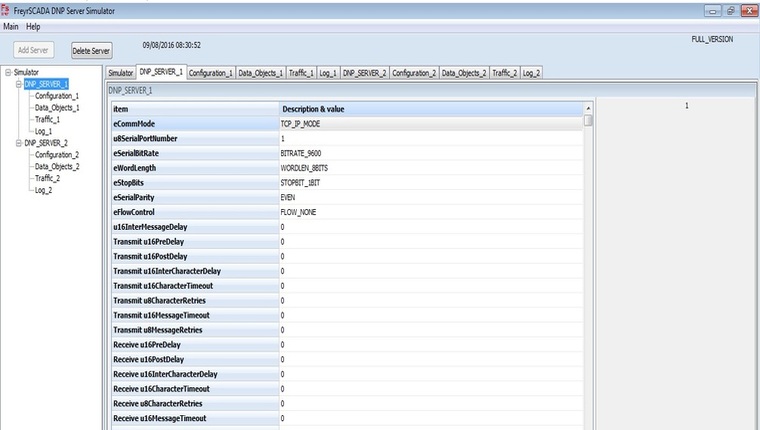 Fs
FreyrSCADA DNP Server Simulator
Main Help
Add Server
Delete Server
09/08/2016 08:30:52
FULL_VERSION
Simulator
DNP_SERVER_1
Configuration_1
Data_Objects_1
Traffic_1
Log_1
DNP_SERVER_2
Configuration_2
Data_Objects_2
Traffic_2
Log_2
Simulator DNP_SERVER_1 Configuration_1 Data_Objects_1 Traffic_1 Log_1 DNP_SERVER_2 Configuration_2 Data_Objects_2 Traffic_2 Log_2
DNP_SERVER_1
item Description & value
eCommMode TCP_IP_MODE
u8SerialPortNumber 1
eSerialBitRate BITRATE_9600
eWordLength WORDLEN_8BITS
eStopBits STOPBIT_1BIT
eSerialParity EVEN
eFlowControl FLOW_NONE
u16InterMessageDelay 0
Transmit u16PreDelay 0
Transmit u16PostDelay 0
Transmit u16InterCharacterDelay 0
Transmit u16CharacterTimeout 0
Transmit u8CharacterRetries 0
Transmit u16MessageTimeout 0
Transmit u8MessageRetries 0
Receive u16PreDelay 0
Receive u16PostDelay 0
Receive u16InterCharacterDelay 0
Receive u16CharacterTimeout 0
Receive u8CharacterRetries 0
Receive u16MessageTimeout 0
1